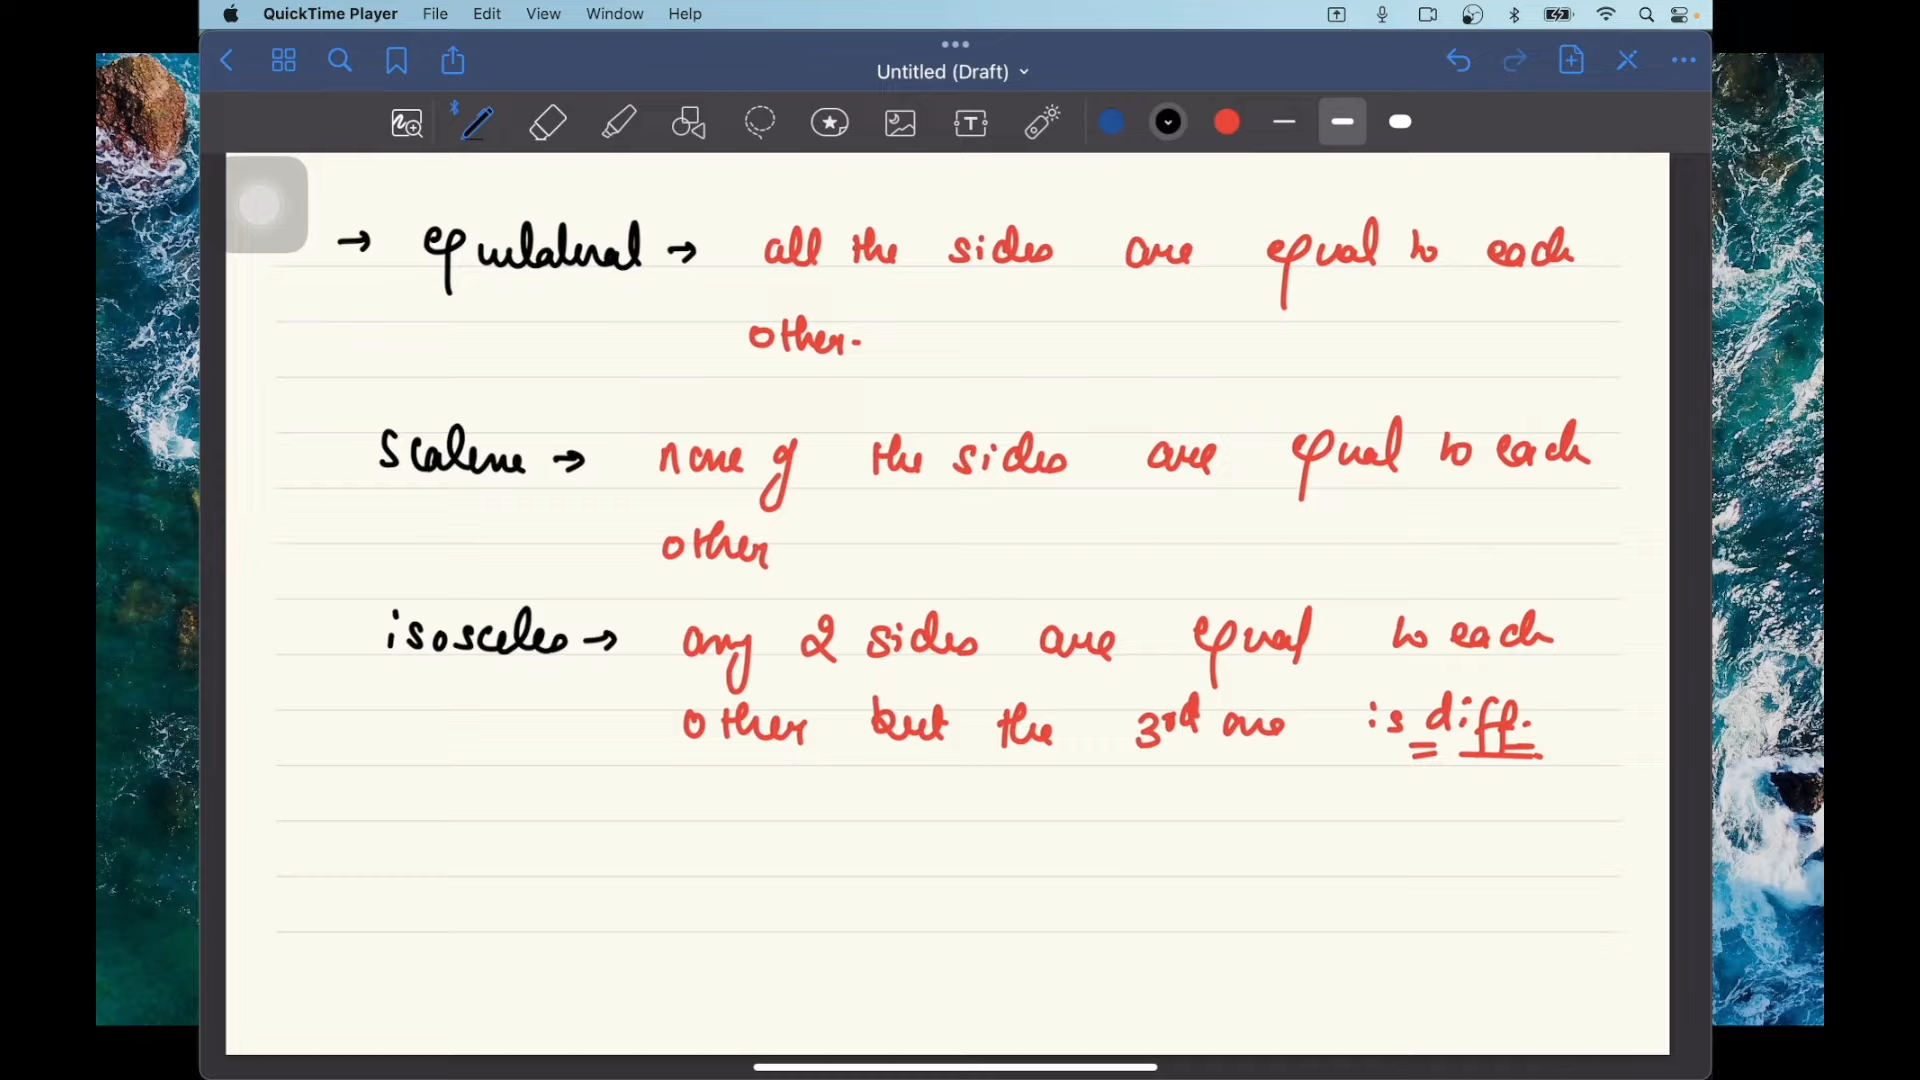 QuickTime Player File Edit View Window Help
Untitled (Draft)
→ equilateral → all the sides are equal to each
other.
Scalene → none of the sides are equal to each
other
isosceles → any 2 sides are equal to each
other but the 3rd one is diff.